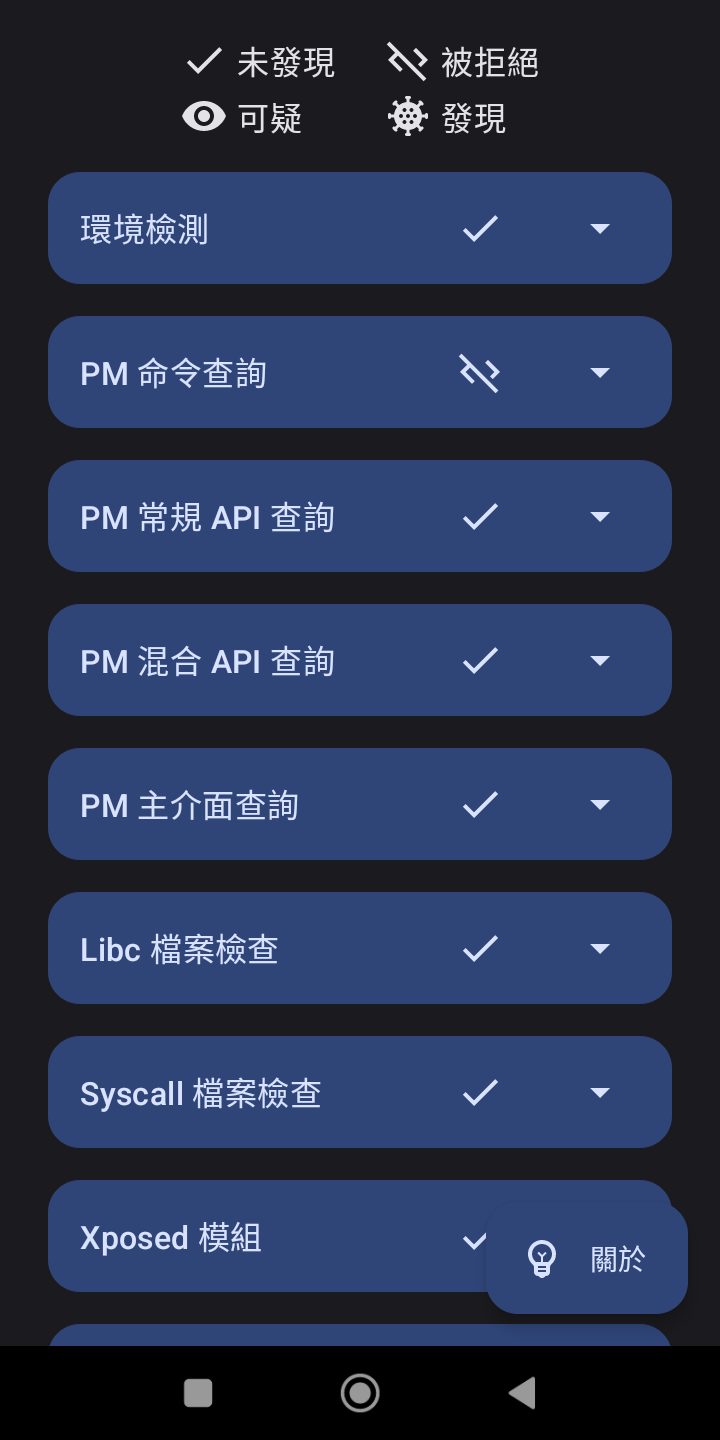 未發現 被拒絕
可疑 發現
環境檢測
PM 命令查詢
PM 常規 API 查詢
PM 混合 API 查詢
PM 主介面查詢
Libc 檔案檢查
Syscall 檔案檢查
Xposed 模組
關於